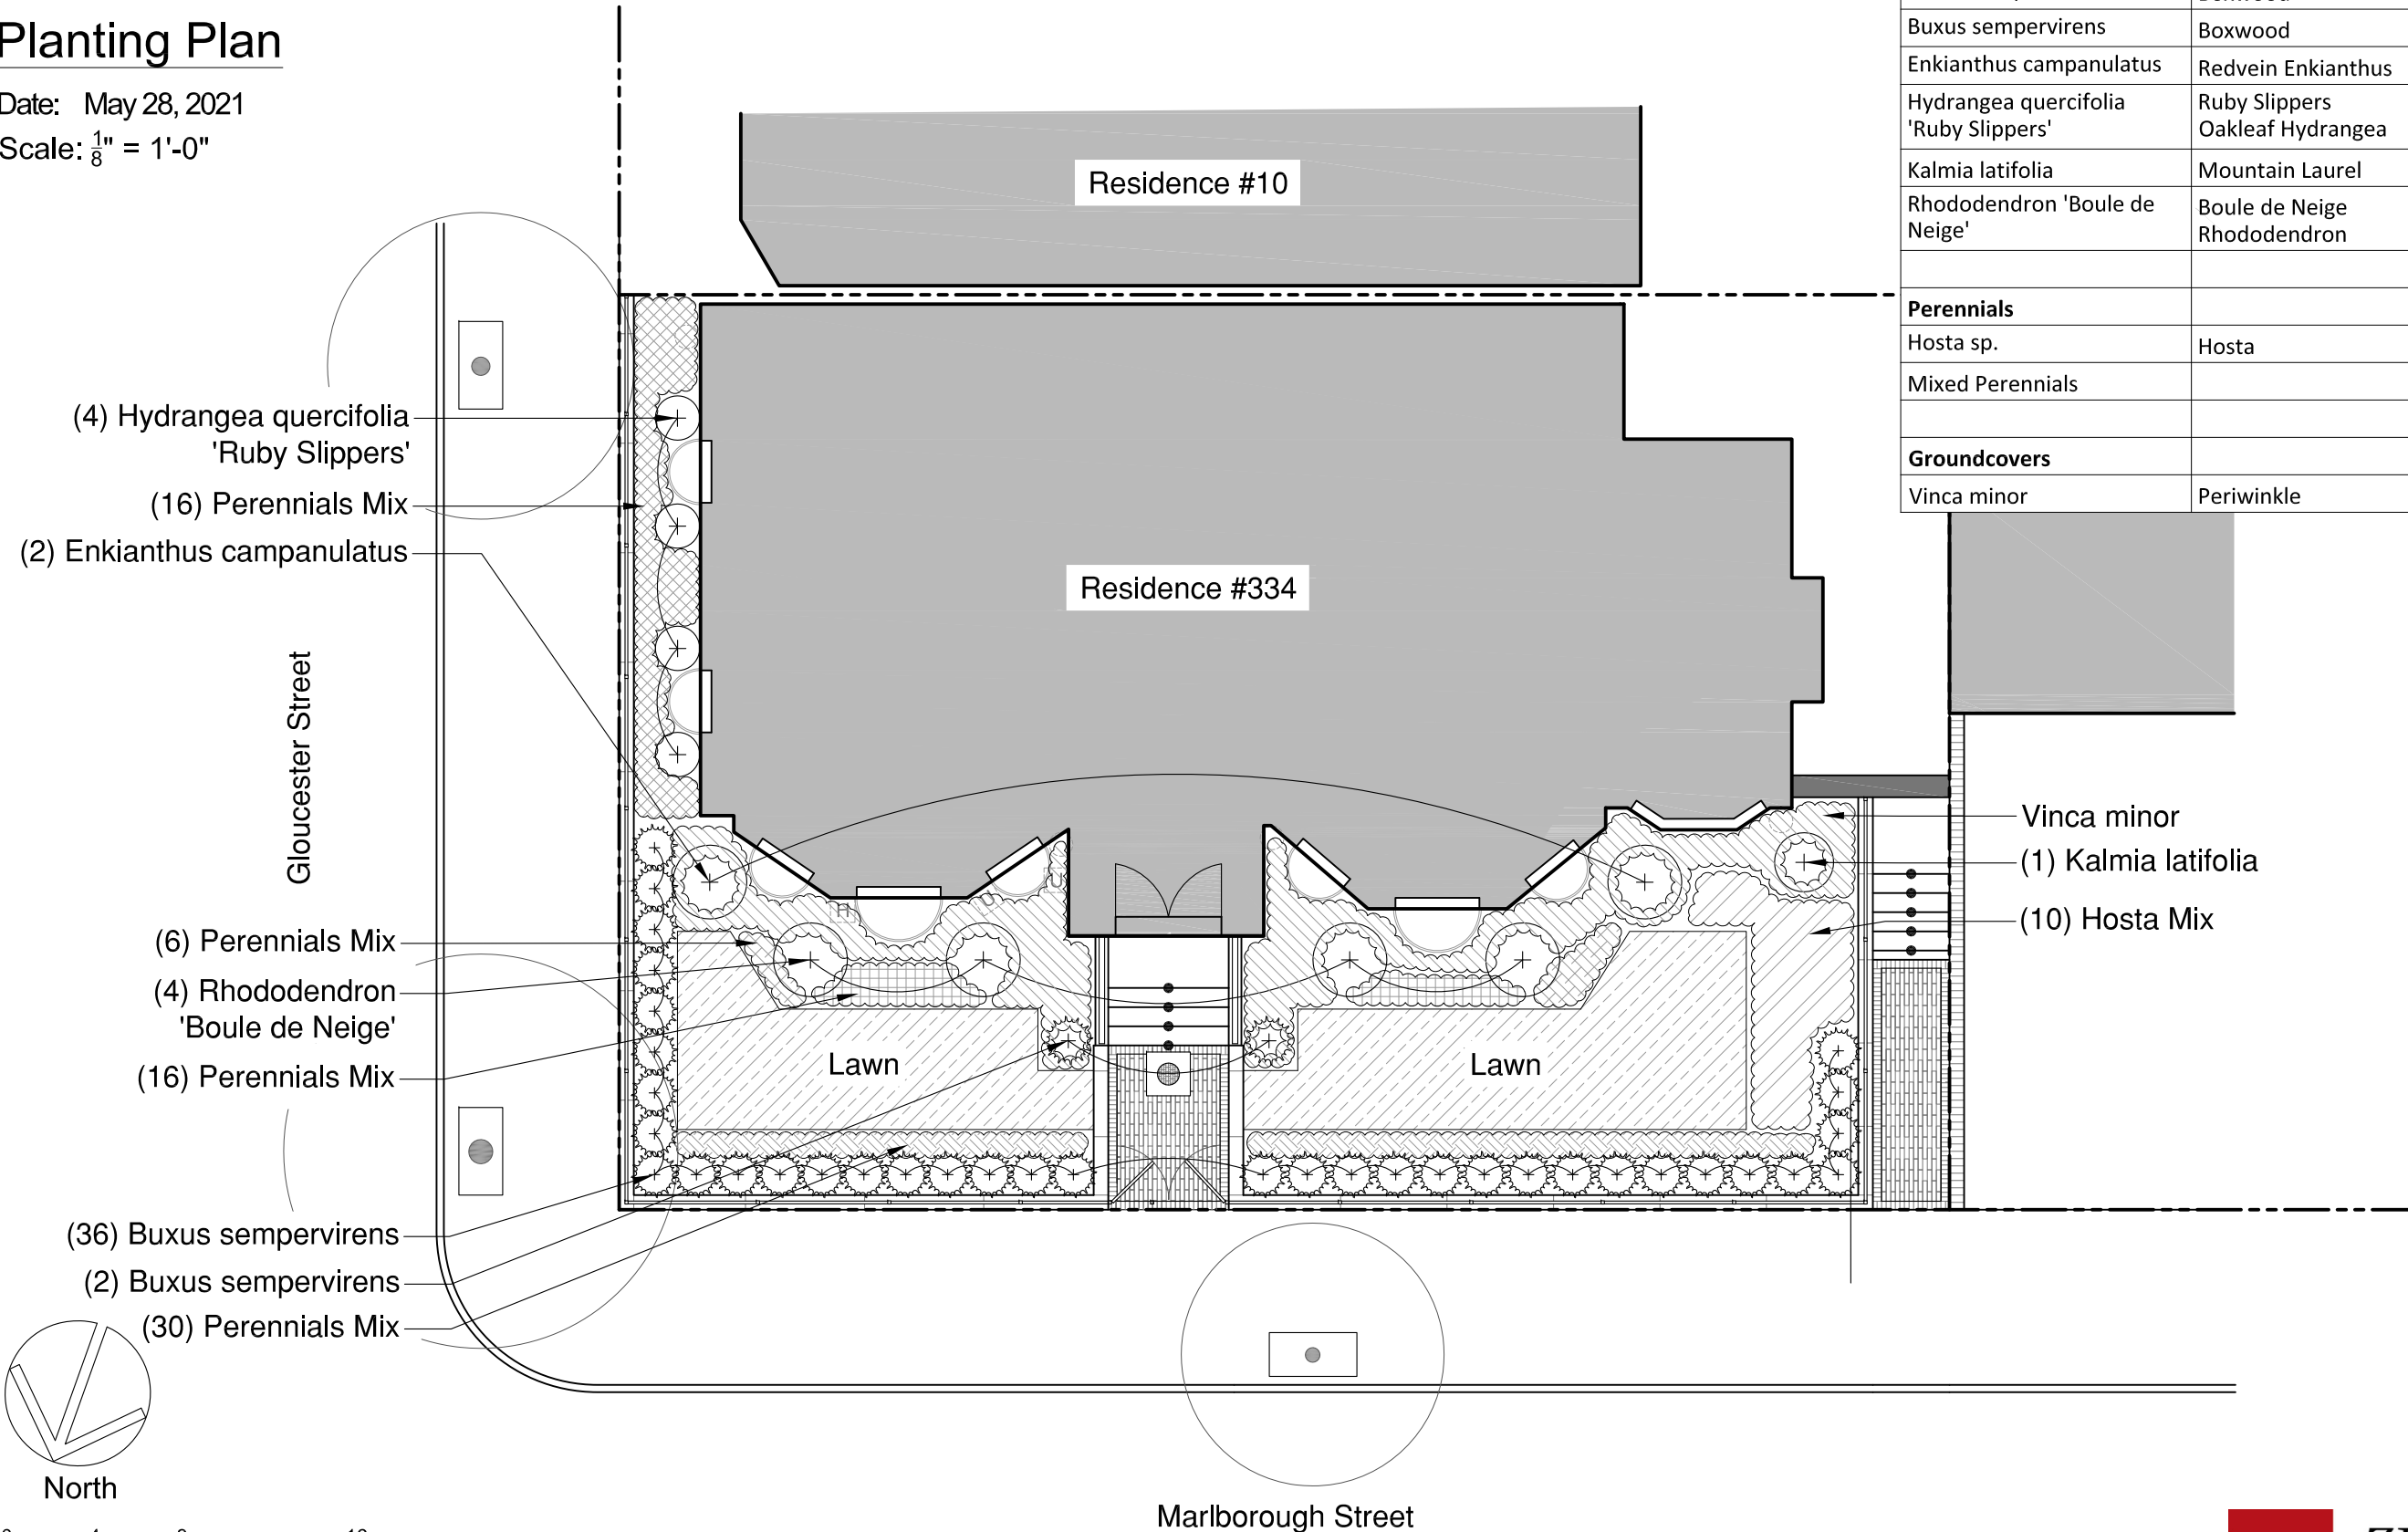 Planting Plan
Date: May 28, 2021
Scale: 1/8" = 1'-0"
Buxus sempervirens Boxwood
Enkianthus campanulatus Redvein Enkianthus
Hydrangea quercifolia Ruby Slippers
'Ruby Slippers' Oakleaf Hydrangea
Kalmia latifolia Mountain Laurel
Rhododendron 'Boule de Boule de Neige
Neige' Rhododendron
Perennials
Hosta sp. Hosta
Mixed Perennials
Groundcovers
Vinca minor Periwinkle
Residence #10
(4) Hydrangea quercifolia
'Ruby Slippers'
(16) Perennials Mix
(2) Enkianthus campanulatus
Residence #334
Gloucester Street
Vinca minor
(1) Kalmia latifolia
(10) Hosta Mix
H
U
U
(6) Perennials Mix
(4) Rhododendron
'Boule de Neige'
(16) Perennials Mix
Lawn
Lawn
(36) Buxus sempervirens
(2) Buxus sempervirens
(30) Perennials Mix
North
Marlborough Street